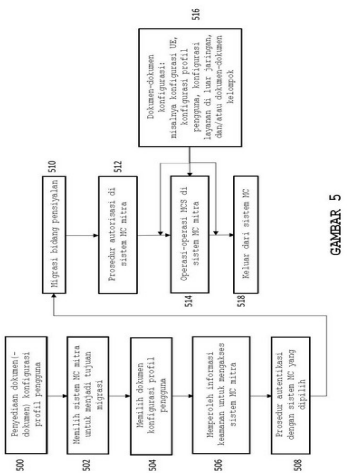 500
Penyediaan dokumen(-
dokumen) konfigurasi
profil pengguna
502
Memilih sistem MC mitra
untuk menjadi tujuan
migrasi
504
Memilih dokumen
konfigurasi profil
pengguna
506
Memperoleh informasi
keamanan untuk mengakses
sistem MC mitra
508
Prosedur autentikasi
dengan sistem MC yang
dipilih
510
Migrasi bidang pensiyalan
512
Prosedur autorisasi di
sistem MC mitra
514
Operasi-operasi MCS di
sistem MC mitra
518
Keluar dari sistem MC
516
Dokumen-dokumen
konfigurasi:
misalnya konfigurasi UE,
konfigurasi profil
pengguna, konfigurasi
layanan di luar jaringan,
dan/atau dokumen-dokumen
kelompok
GAMBAR 5